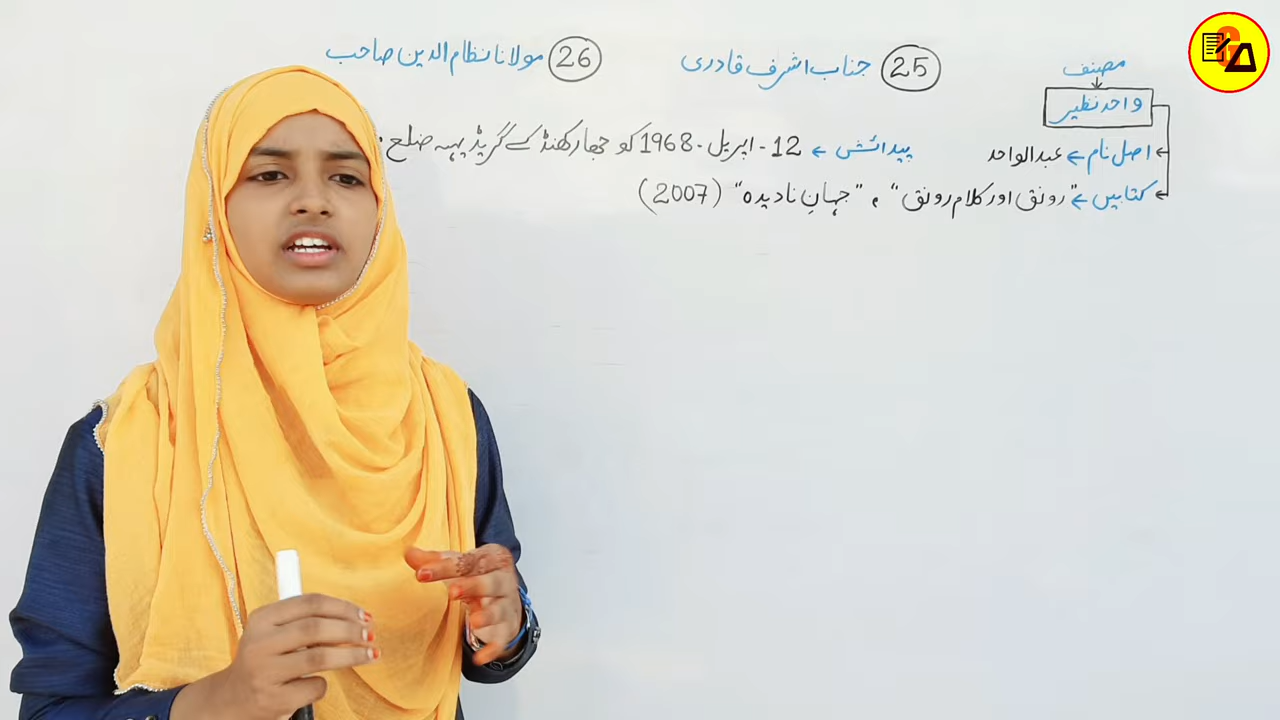 25 جناب اشرف قادری
26 مولانا نظام الدین صاحب
مصنف
واحد نظیر
اصل نام ← عبدالواحد
پیدائش ← 12 - اپریل - 1968 کو جھارکھنڈ کے گریڈیہہ ضلع
کتابیں ← "رونق اور کلام رونق" ، "جہانِ نادیدہ" (2007)